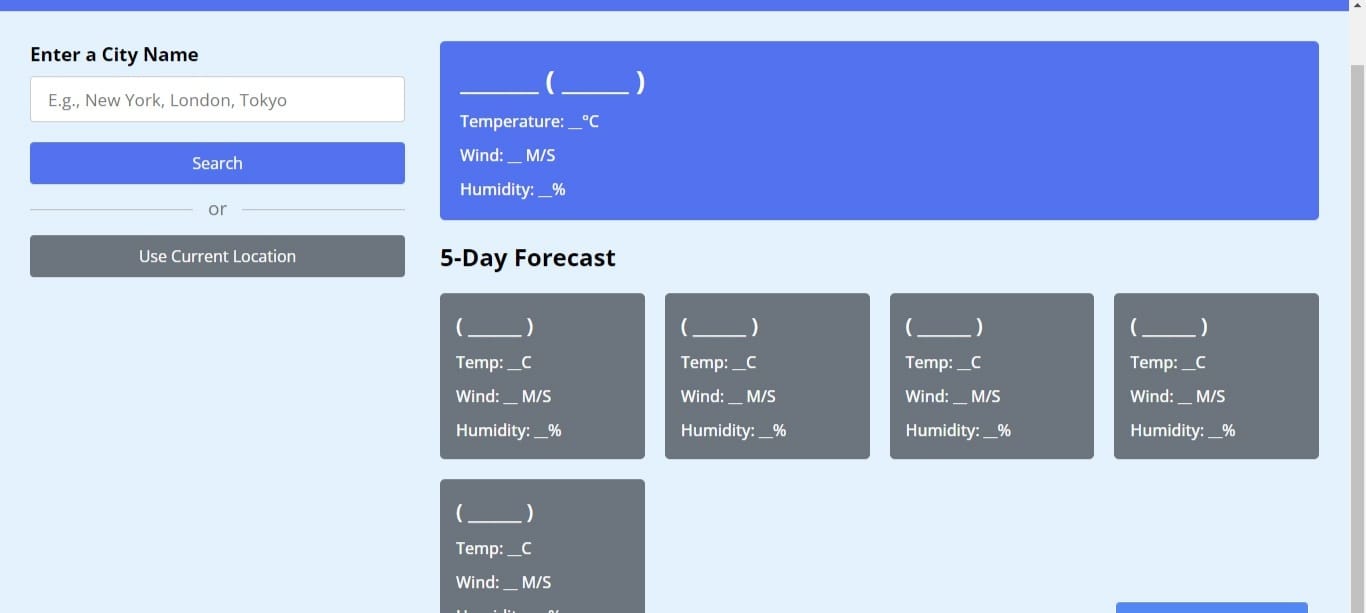 Enter a City Name
E.g., New York, London, Tokyo
Search
or
Use Current Location
_______ ( ______ )
Temperature: __°C
Wind: __ M/S
Humidity: __%
5-Day Forecast
( ______ )
Temp: __C
Wind: __ M/S
Humidity: __%
( ______ )
Temp: __C
Wind: __ M/S
Humidity: __%
( ______ )
Temp: __C
Wind: __ M/S
Humidity: __%
( ______ )
Temp: __C
Wind: __ M/S
Humidity: __%
( ______ )
Temp: __C
Wind: __ M/S